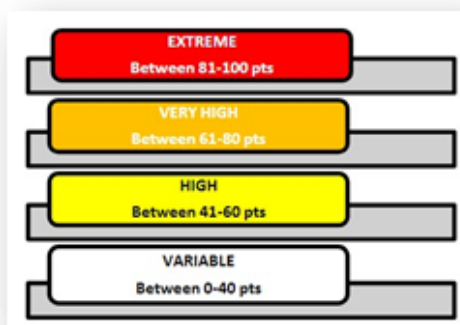 EXTREME
Between 81-100 pts
VERY HIGH
Between 61-80 pts
HIGH
Between 41-60 pts
VARIABLE
Between 0-40 pts